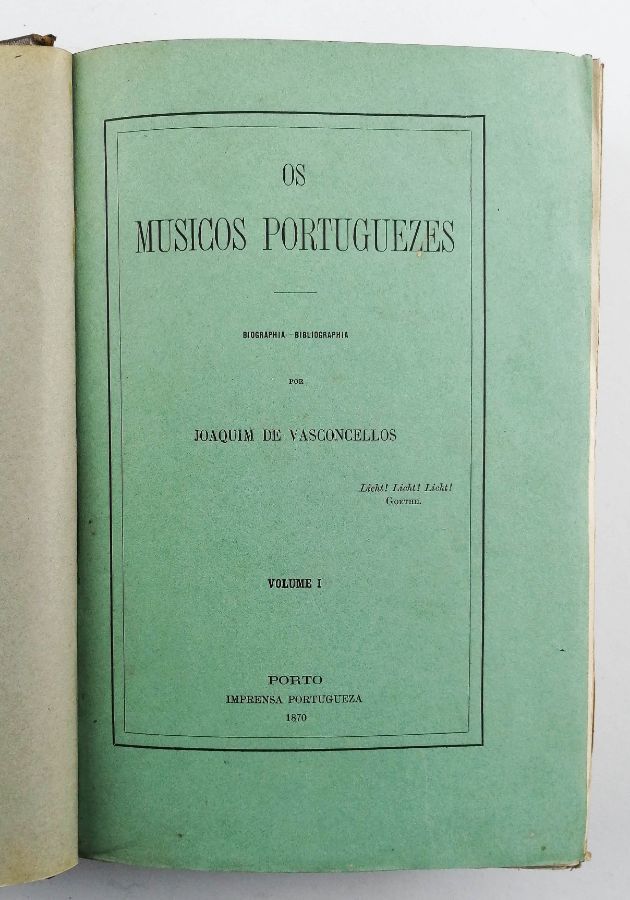 OS
MUSICOS PORTUGUEZES
BIOGRAPHIA—BIBLIOGRAPHIA
POR
JOAQUIM DE VASCONCELLOS
Licht! Licht! Licht!
GOETHE.
VOLUME I
PORTO
IMPRENSA PORTUGUEZA
1870